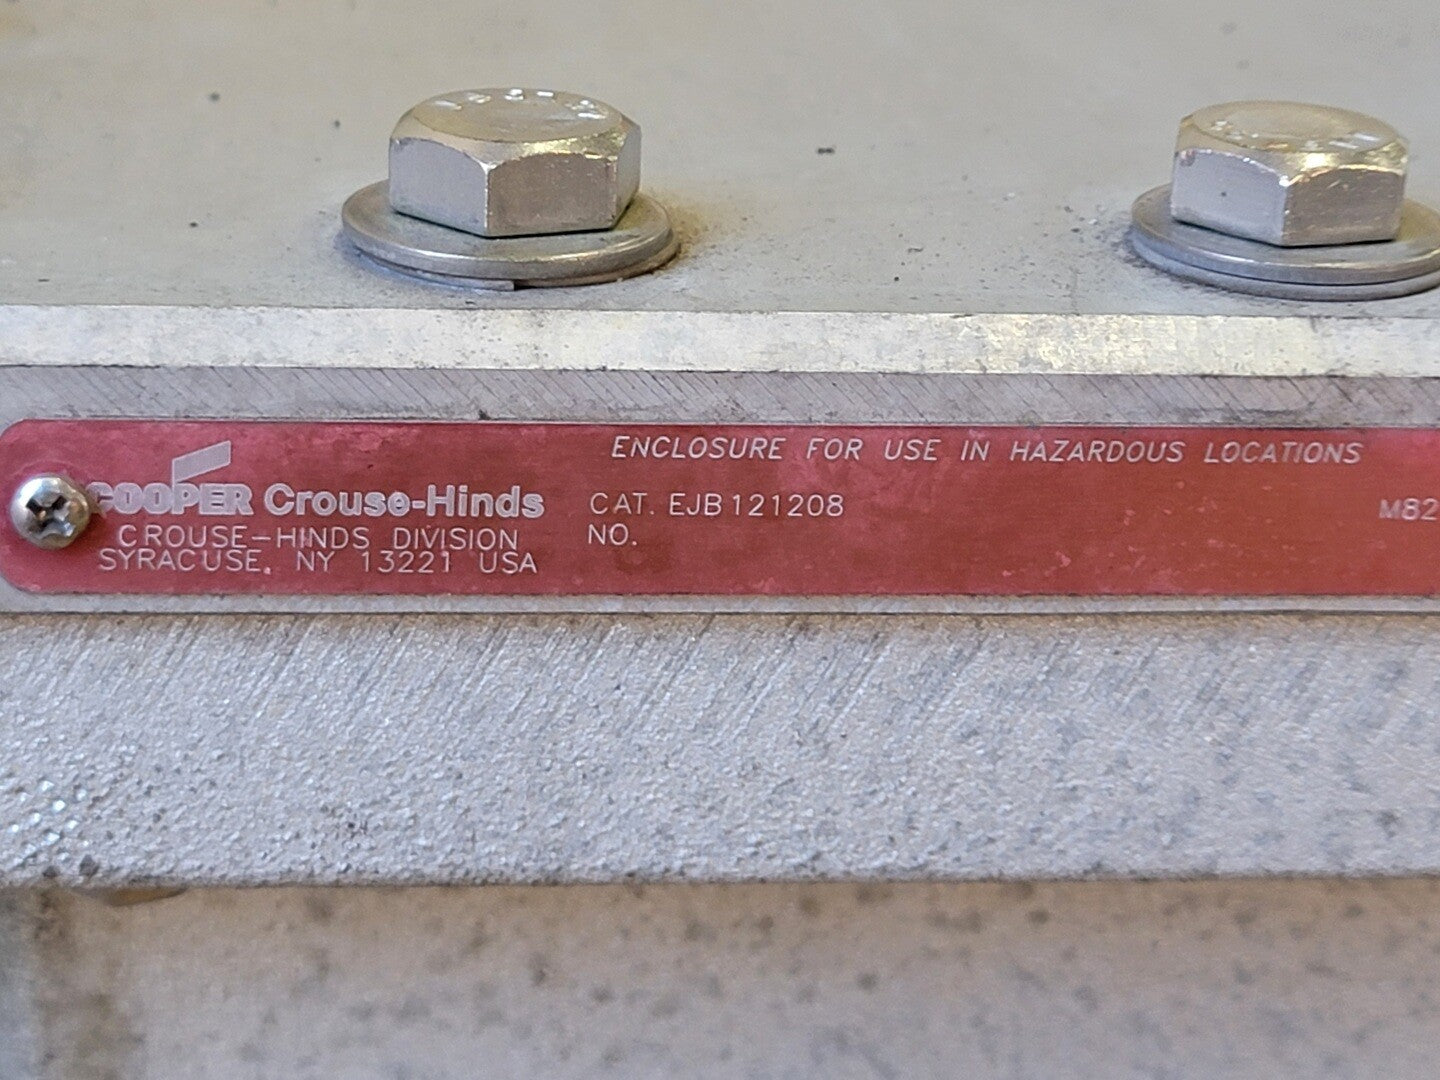 ENCLOSURE FOR USE IN HAZARDOUS LOCATIONS
COOPER Crouse-Hinds
CROUSE-HINDS DIVISION
SYRACUSE, NY 13221 USA
CAT. EJB121208
NO.
M82